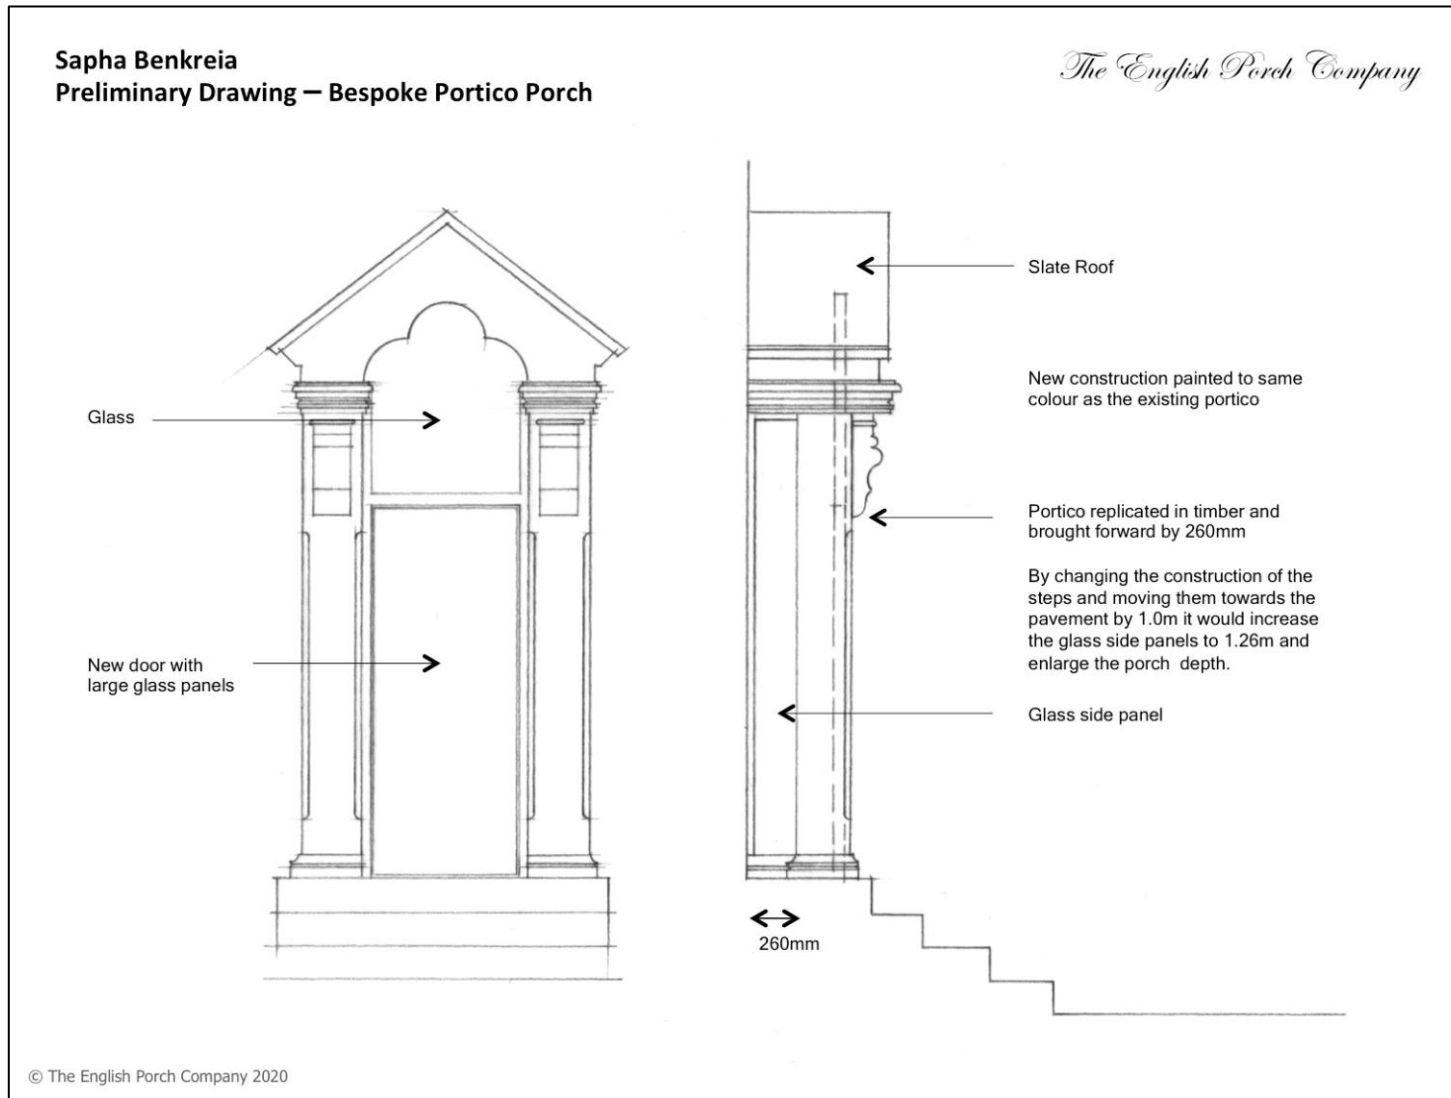 Sapha Benkreia
Preliminary Drawing – Bespoke Portico Porch
The English Porch Company
Slate Roof
New construction painted to same
colour as the existing portico
Glass
Portico replicated in timber and
brought forward by 260mm
By changing the construction of the
steps and moving them towards the
pavement by 1.0m it would increase
the glass side panels to 1.26m and
enlarge the porch depth.
New door with
large glass panels
Glass side panel
260mm
© The English Porch Company 2020